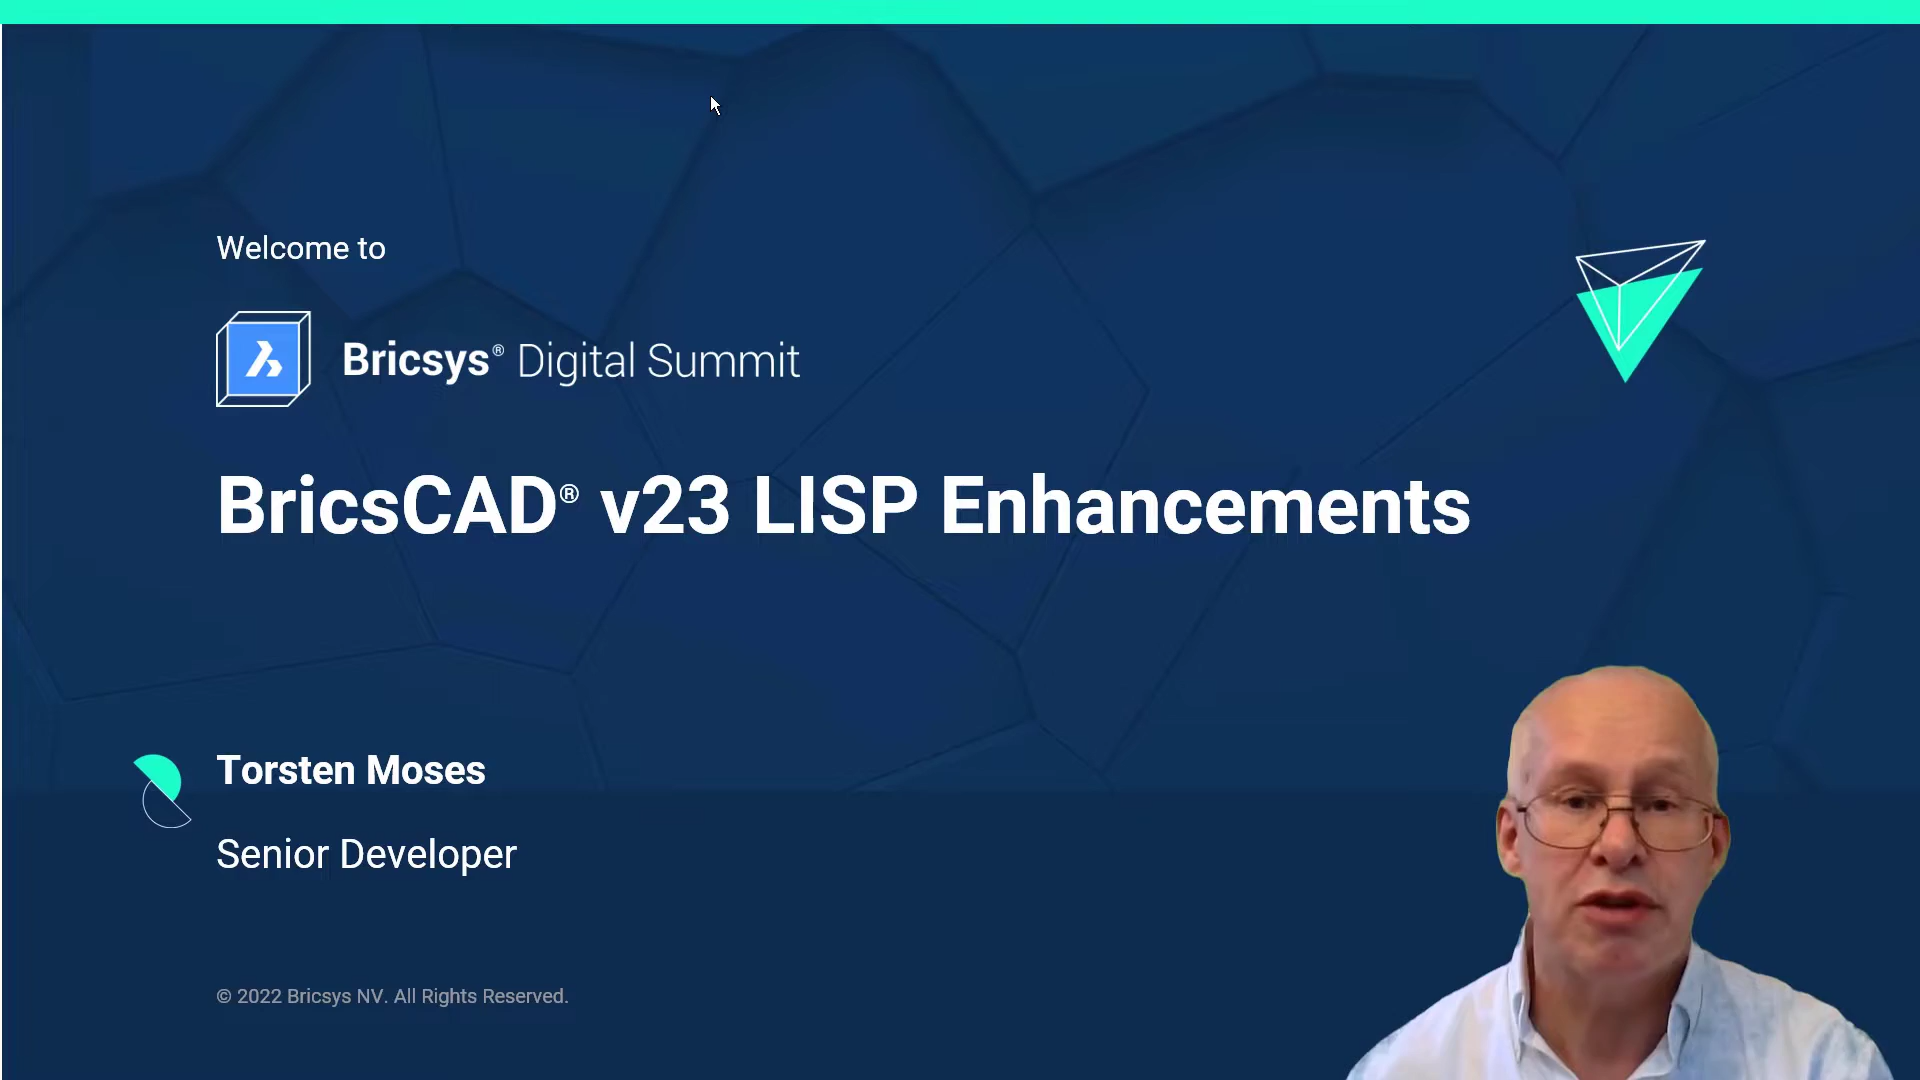 Welcome to
Bricsys® Digital Summit
BricsCAD® v23 LISP Enhancements
Torsten Moses
Senior Developer
© 2022 Bricsys NV. All Rights Reserved.